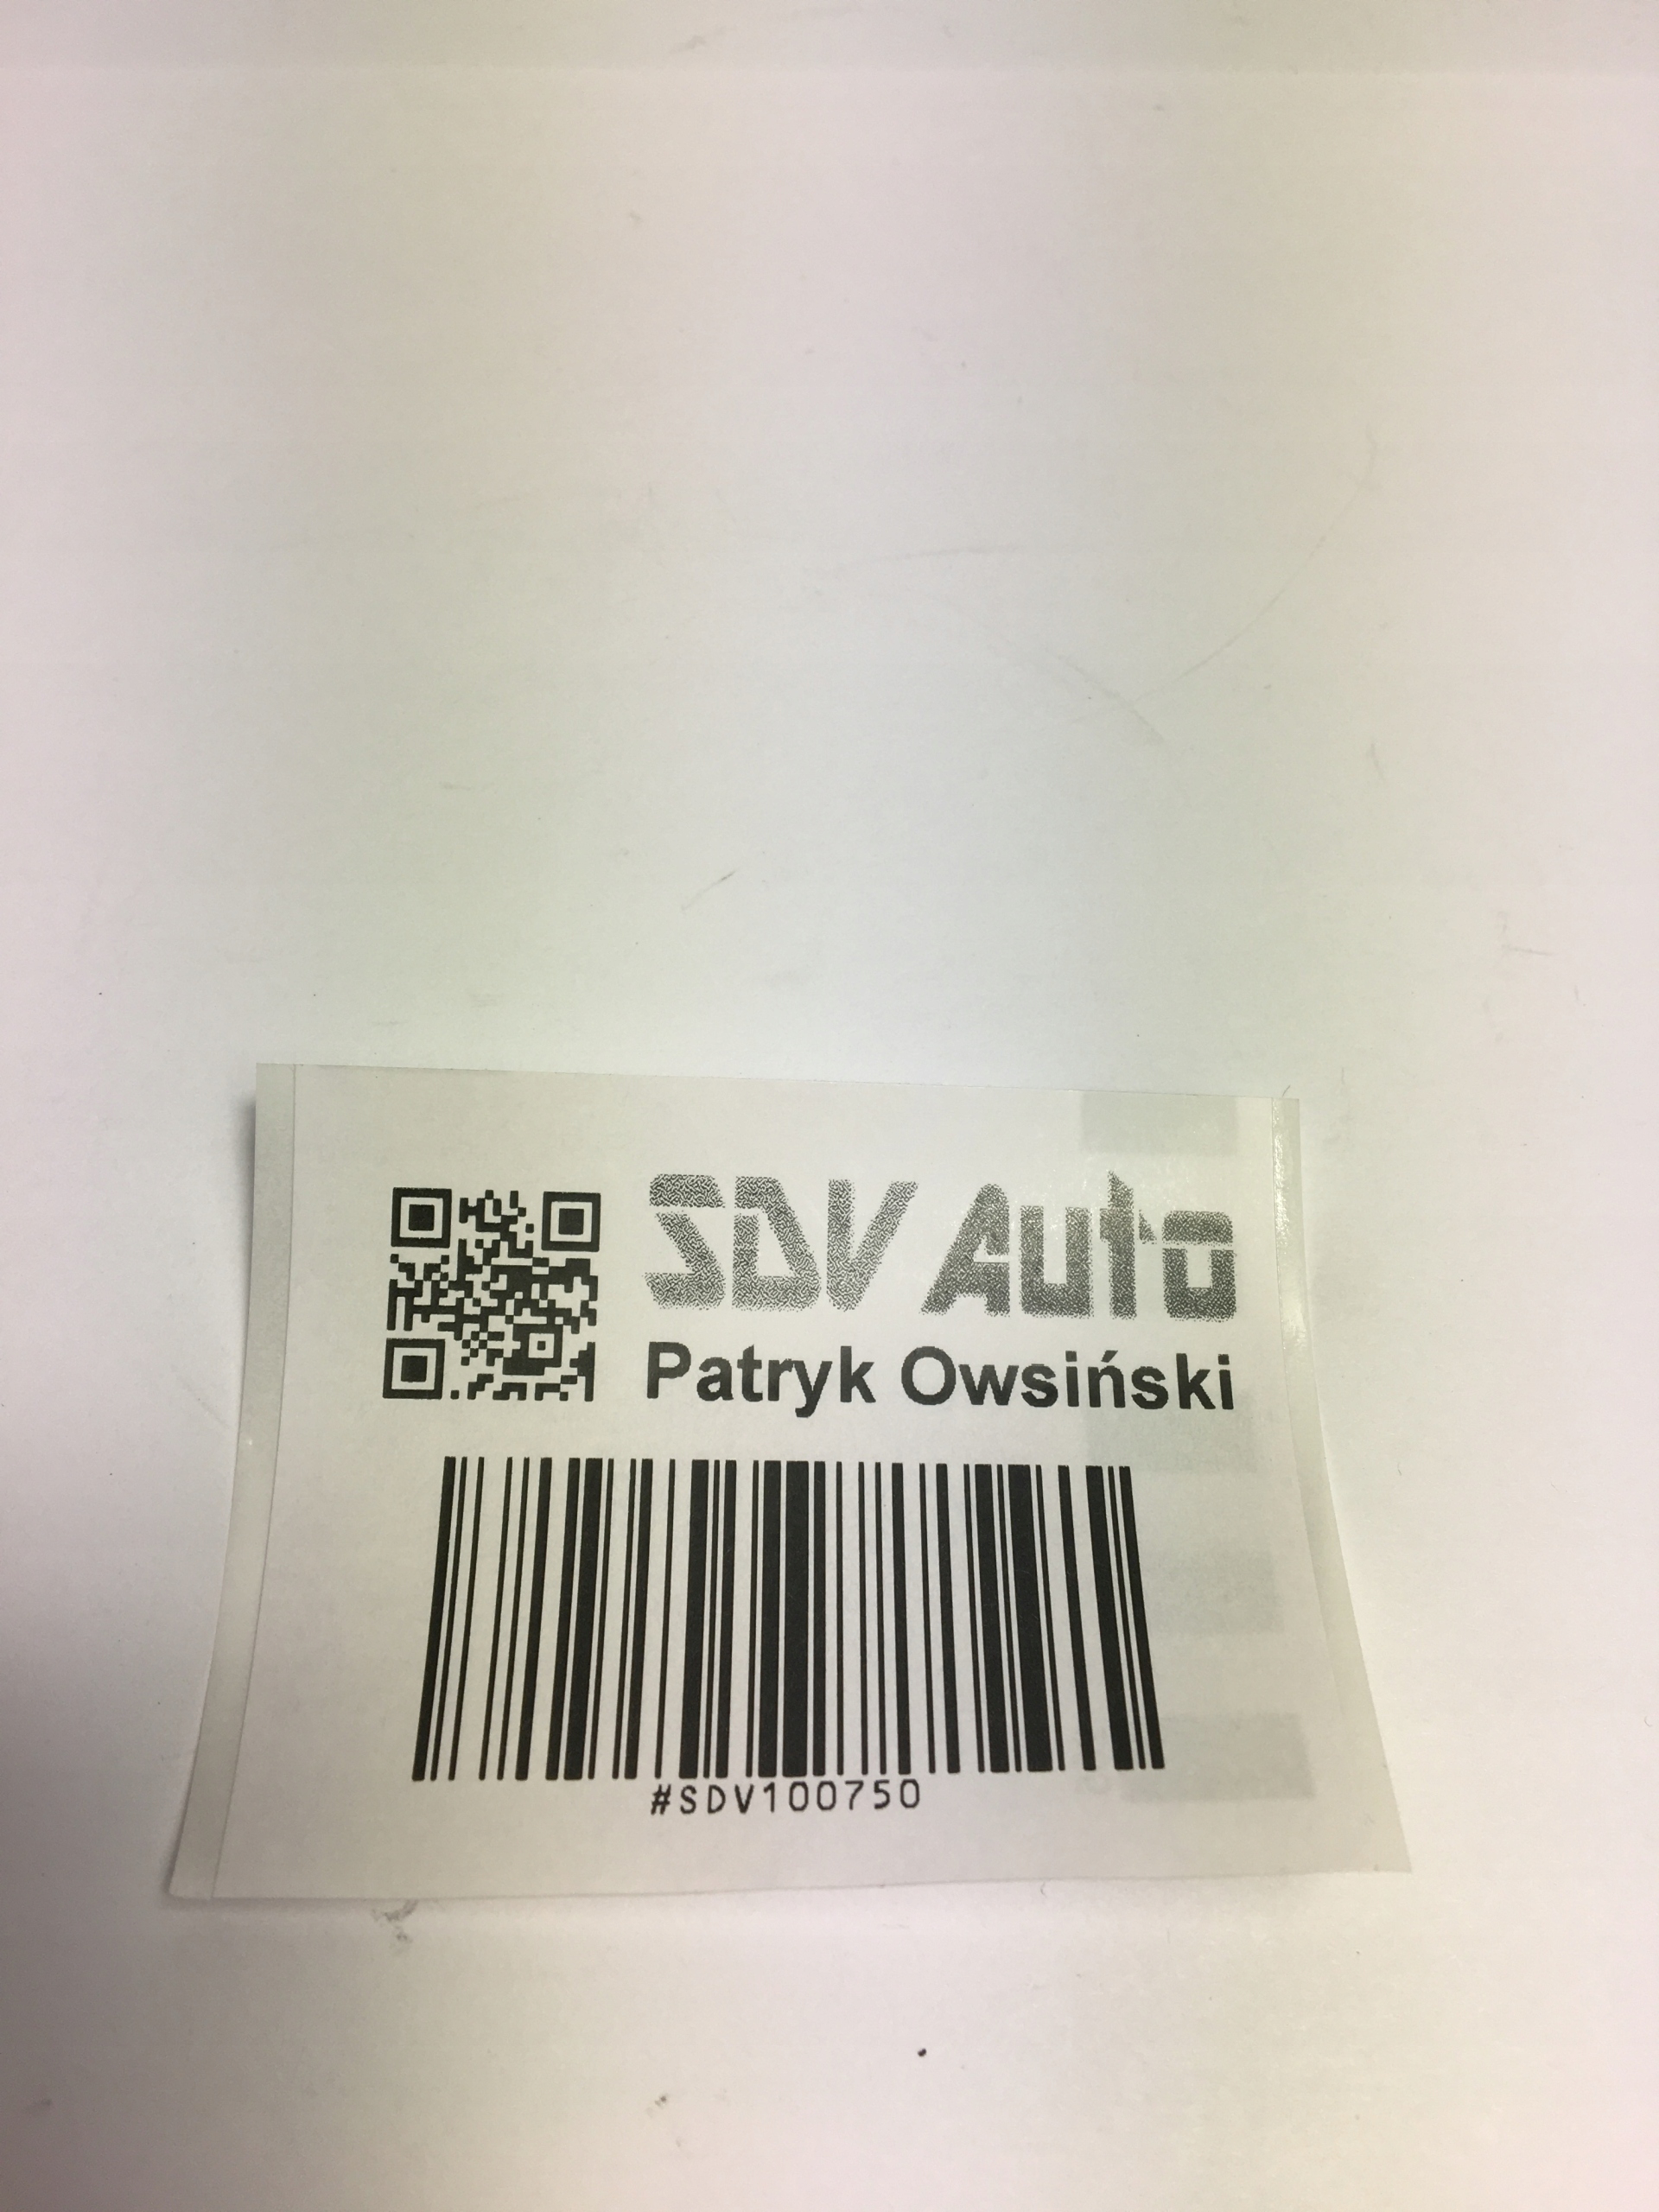 SDV Auto
Patryk Owsiński
#SDV100750